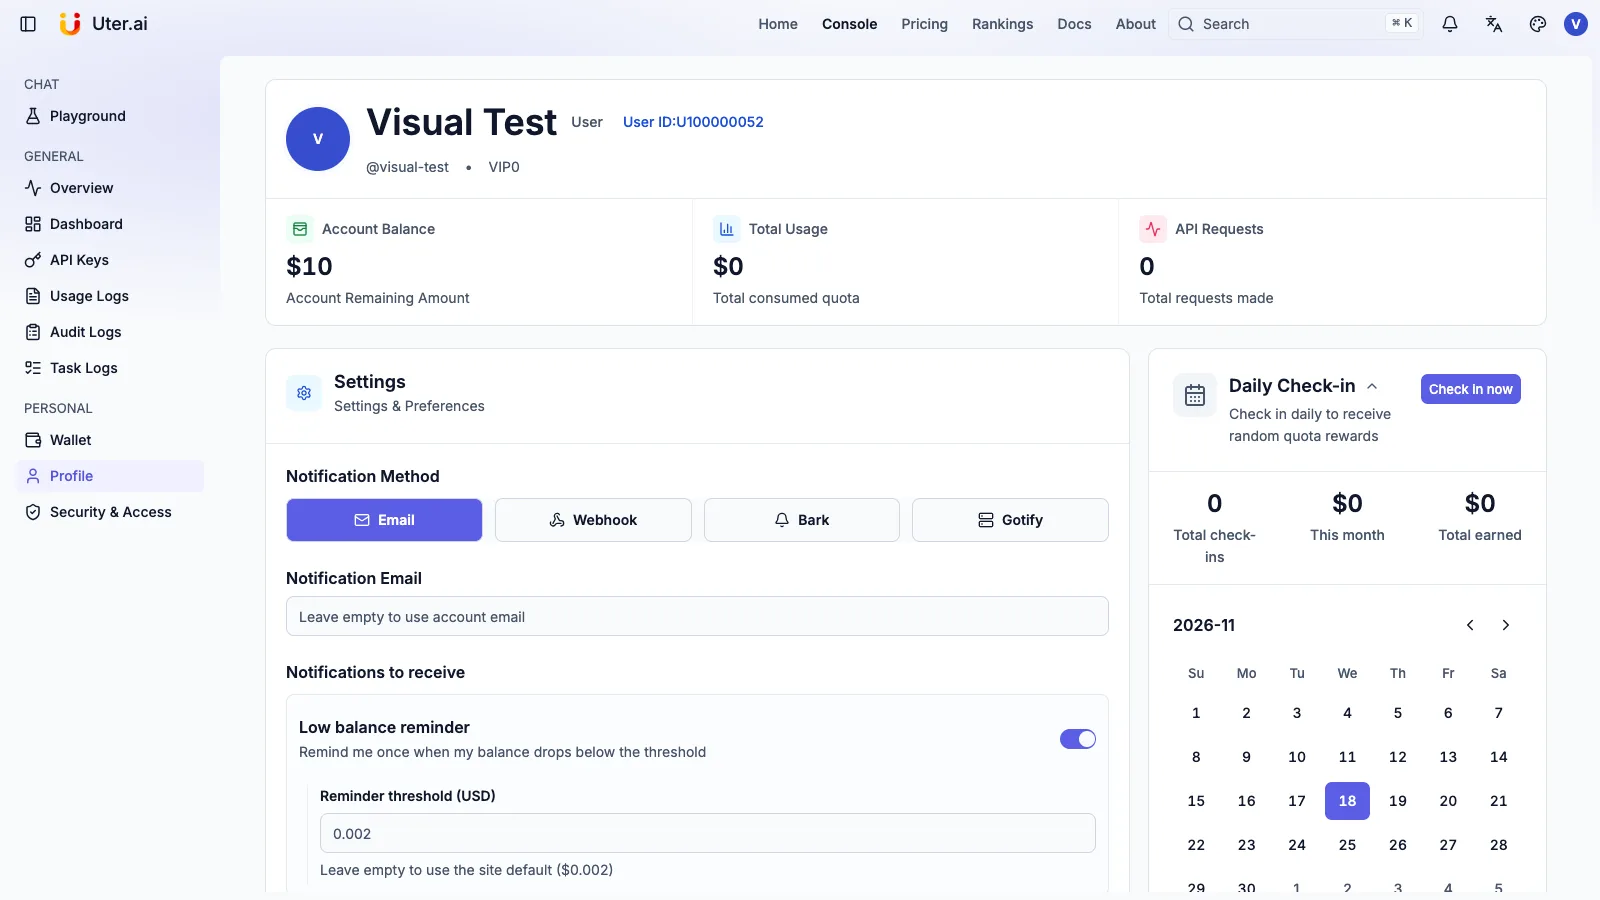 Uter.ai
Home
Console
Pricing
Rankings
Docs
About
Search
⌘ K
V
CHAT
Playground
GENERAL
Overview
Dashboard
API Keys
Usage Logs
Audit Logs
Task Logs
PERSONAL
Wallet
Profile
Security & Access
V
Visual Test
User
User ID:U100000052
@visual-test • VIP0
Account Balance
$10
Account Remaining Amount
Total Usage
$0
Total consumed quota
API Requests
0
Total requests made
Settings
Settings & Preferences
Notification Method
Email
Webhook
Bark
Gotify
Notification Email
Leave empty to use account email
Notifications to receive
Low balance reminder
Remind me once when my balance drops below the threshold
Reminder threshold (USD)
0.002
Leave empty to use the site default ($0.002)
Daily Check-in
Check in daily to receive
random quota rewards
Check in now
0
Total check-
ins
$0
This month
$0
Total earned
2026-11
Su Mo Tu We Th Fr Sa
1 2 3 4 5 6 7
8 9 10 11 12 13 14
15 16 17 18 19 20 21
22 23 24 25 26 27 28
29 30 1 2 3 4 5